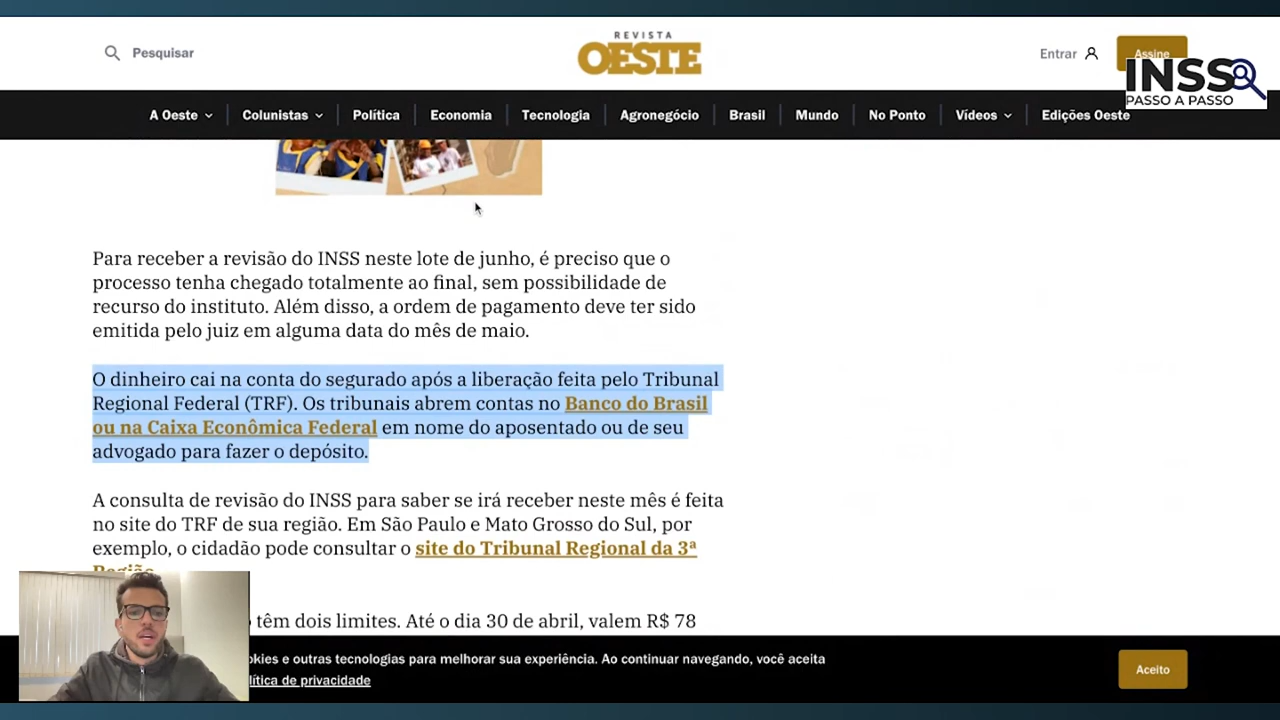 Pesquisar
REVISTA
OESTE
Entrar
Assine
INSS
PASSO A PASSO
A Oeste
Colunistas
Política
Economia
Tecnologia
Agronegócio
Brasil
Mundo
No Ponto
Vídeos
Edições Oeste
Para receber a revisão do INSS neste lote de junho, é preciso que o
processo tenha chegado totalmente ao final, sem possibilidade de
recurso do instituto. Além disso, a ordem de pagamento deve ter sido
emitida pelo juiz em alguma data do mês de maio.
O dinheiro cai na conta do segurado após a liberação feita pelo Tribunal
Regional Federal (TRF). Os tribunais abrem contas no Banco do Brasil
ou na Caixa Econômica Federal em nome do aposentado ou de seu
advogado para fazer o depósito.
A consulta de revisão do INSS para saber se irá receber neste mês é feita
no site do TRF de sua região. Em São Paulo e Mato Grosso do Sul, por
exemplo, o cidadão pode consultar o site do Tribunal Regional da 3ª
Região
têm dois limites. Até o dia 30 de abril, valem R$ 78
okies e outras tecnologias para melhorar sua experiência. Ao continuar navegando, você aceita
lítica de privacidade
Aceito